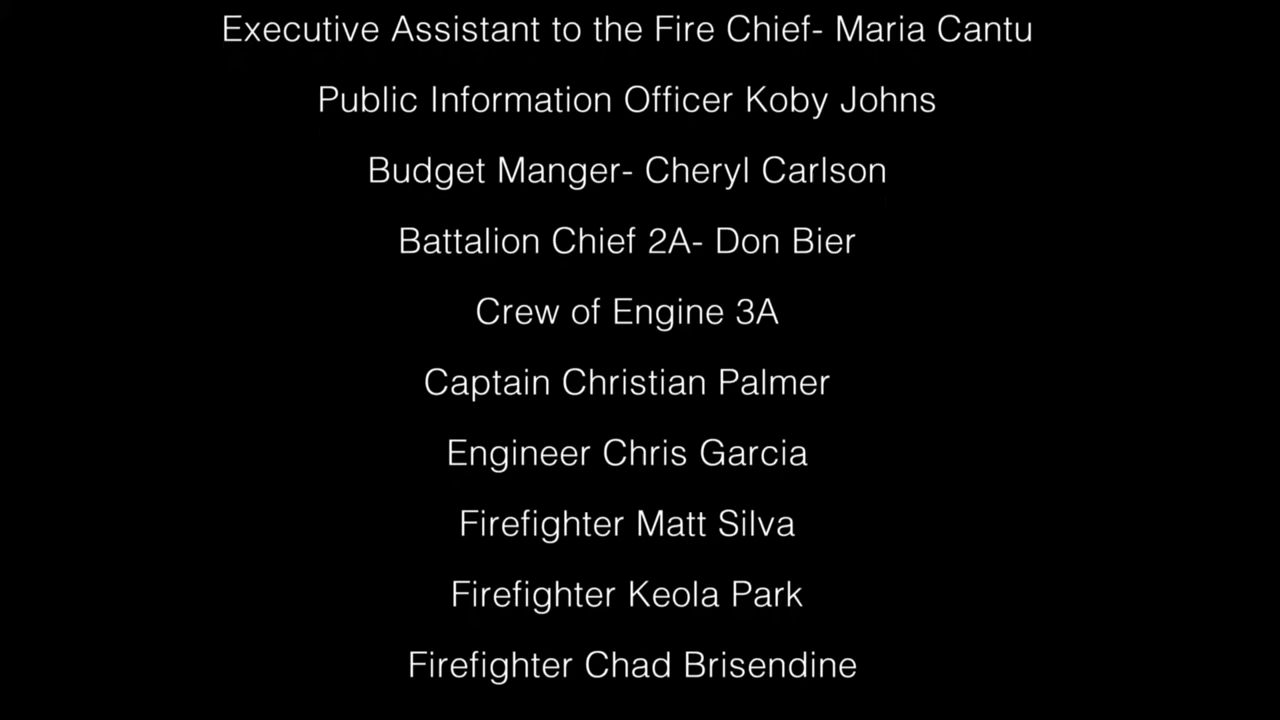 Executive Assistant to the Fire Chief- Maria Cantu
Public Information Officer Koby Johns
Budget Manger- Cheryl Carlson
Battalion Chief 2A- Don Bier
Crew of Engine 3A
Captain Christian Palmer
Engineer Chris Garcia
Firefighter Matt Silva
Firefighter Keola Park
Firefighter Chad Brisendine